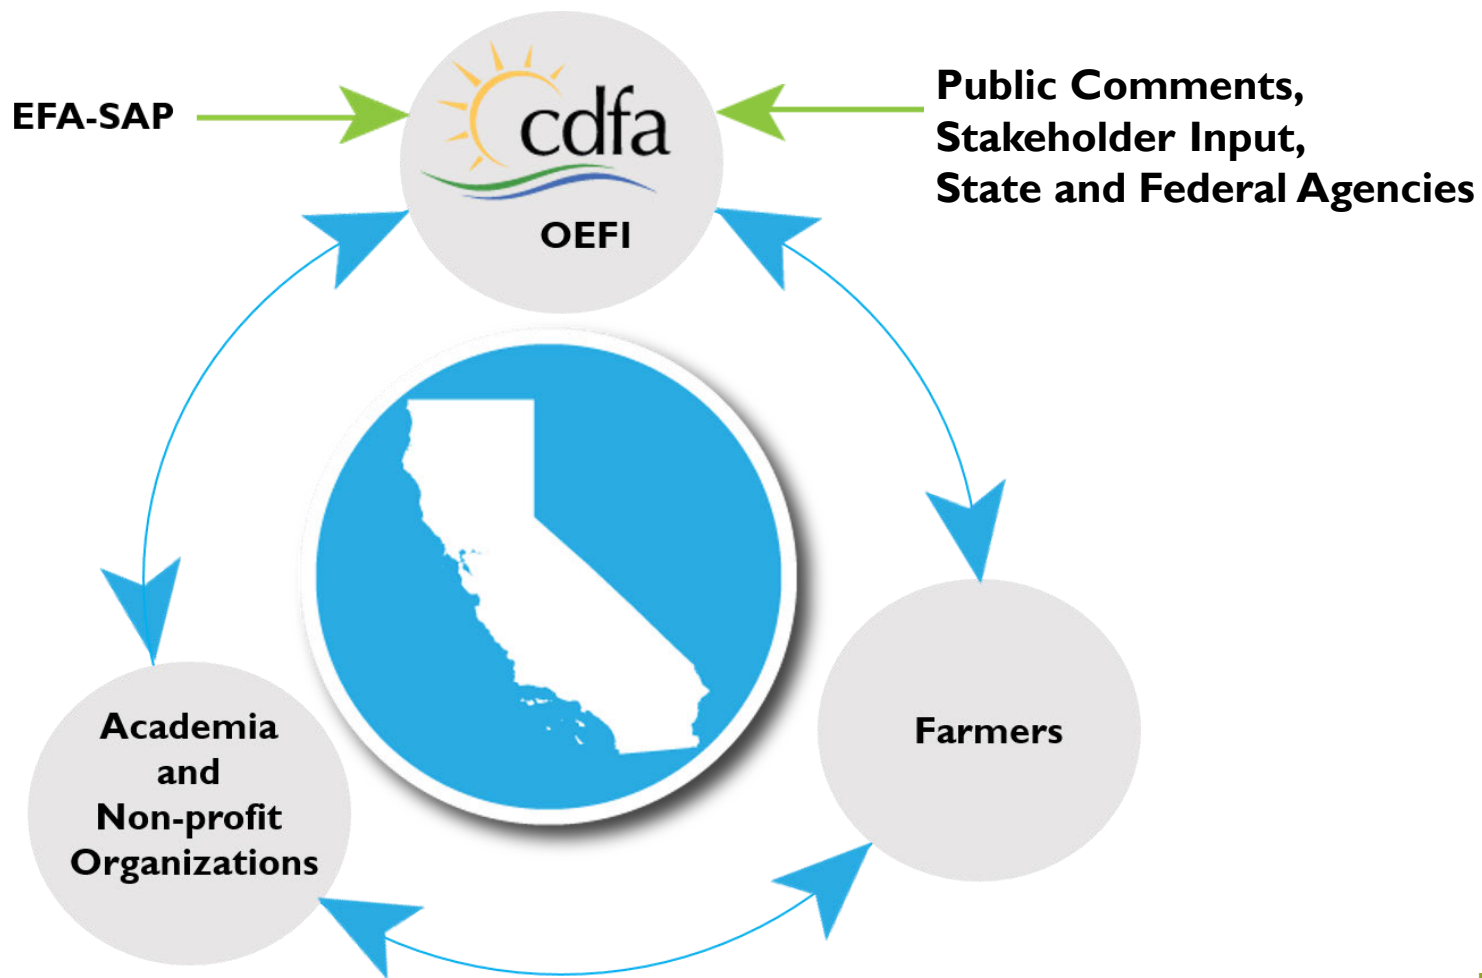 EFA-SAP
cdfa
OEFI
Public Comments,
Stakeholder Input,
State and Federal Agencies
Academia
and
Non-profit
Organizations
Farmers